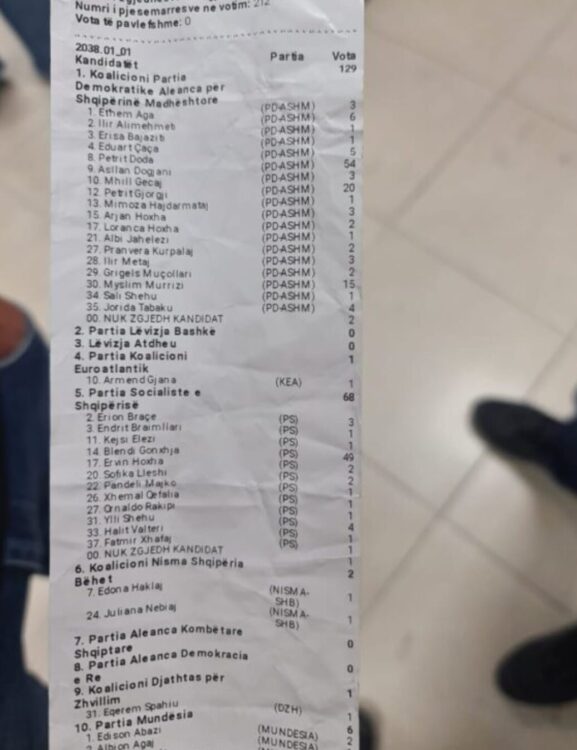 Numri i pjesemarresve ne votim: 212
Vota të pavlefshme: 0
2038.01_01
Kandidatët Partia Vota
1. Koalicioni Partia 129
Demokratike Aleanca për
Shqipërinë Madhështore
1. Ethem Aga (PD-ASHM) 3
2. Ilir Alimehmeti (PD-ASHM) 6
3. Erisa Bajaziti (PD-ASHM) 1
4. Eduart Çaça (PD-ASHM) 1
8. Petrit Doda (PD-ASHM) 5
9. Asllan Dogjani (PD-ASHM) 54
10. Mhill Gecaj (PD-ASHM) 3
12. Petrit Gjorgji (PD-ASHM) 20
13. Mimoza Hajdarmataj (PD-ASHM) 1
15. Arjan Hoxha (PD-ASHM) 3
17. Loranca Hoxha (PD-ASHM) 2
21. Albi Jahelezi (PD-ASHM) 1
27. Pranvera Kurpalaj (PD-ASHM) 2
28. Ilir Metaj (PD-ASHM) 3
29. Grigels Muçollari (PD-ASHM) 2
30. Myslim Murrizi (PD-ASHM) 15
34. Sali Shehu (PD-ASHM) 1
35. Jorida Tabaku (PD-ASHM) 4
00. NUK ZGJEDH KANDIDAT 2
2. Partia Lëvizja Bashkë 0
3. Lëvizja Atdheu 0
4. Partia Koalicioni 1
Euroatlantik
10. Armend Gjana (KEA) 1
5. Partia Socialiste e 68
Shqipërisë
2. Erion Braçe (PS) 3
3. Endrit Braimllari (PS) 1
11. Kejsi Elezi (PS) 1
14. Blendi Gonxhja (PS) 49
17. Ervin Hoxha (PS) 2
20. Sofika Lleshi (PS) 2
22. Pandeli Majko (PS) 1
26. Xhemal Qefalia (PS) 1
27. Ornaldo Rakipi (PS) 1
31. Ylli Shehu (PS) 4
33. Halit Valteri (PS) 1
37. Fatmir Xhafaj (PS) 1
00. NUK ZGJEDH KANDIDAT 1
6. Koalicioni Nisma Shqipëria 2
Bëhet
7. Edona Haklaj (NISMA- 1
SHB)
24. Juliana Nebiaj (NISMA- 1
SHB)
7. Partia Aleanca Kombëtare 0
Shqiptare
8. Partia Aleanca Demokracia 0
e Re
9. Koalicioni Djathtas për 1
Zhvillim
31. Eqerem Spahiu (DZH) 1
10. Partia Mundësia 6
1. Edison Abazi (MUNDESIA) 2
2. Albion Agaj (MUNDESIA)